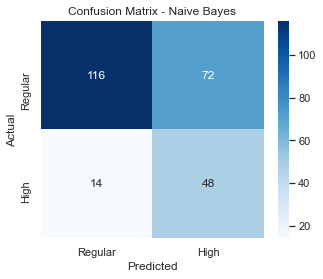 Confusion Matrix - Naive Bayes
Actual
Regular
High
116
72
14
48
Regular
High
Predicted
100
80
60
40
20